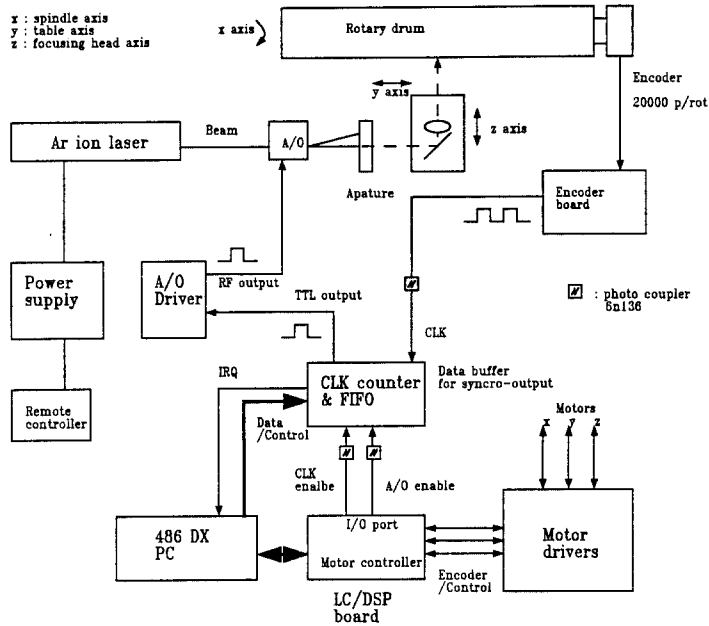 x : spindle axis
y : table axis
z : focusing head axis
x axis
Rotary drum
Encoder
20000 p/rot
y axis
z axis
Ar ion laser
Beam
A/O
Apature
Encoder
board
Power
supply
A/O
Driver
RF output
TTL output
CLK
: photo coupler
6n136
Remote
controller
IRQ
CLK counter
& FIFO
Data buffer
for syncro-output
Data
/Control
Motors
x y z
CLK
enalbe
A/O enable
486 DX
PC
I/O port
Motor controller
Motor
drivers
Encoder
/Control
LC/DSP
board